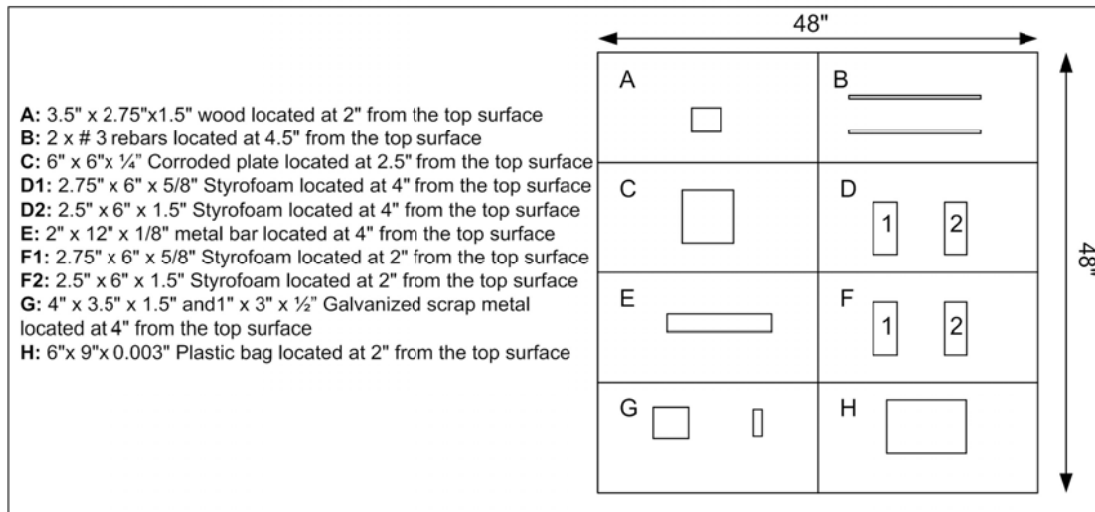 A: 3.5" x 2.75"x1.5" wood located at 2" from the top surface
B: 2 x # 3 rebars located at 4.5" from the top surface
C: 6" x 6"x ¼” Corroded plate located at 2.5" from the top surface
D1: 2.75" x 6" x 5/8" Styrofoam located at 4" from the top surface
D2: 2.5" x 6" x 1.5" Styrofoam located at 4" from the top surface
E: 2" x 12" x 1/8" metal bar located at 4" from the top surface
F1: 2.75" x 6" x 5/8" Styrofoam located at 2" from the top surface
F2: 2.5" x 6" x 1.5" Styrofoam located at 2" from the top surface
G: 4" x 3.5" x 1.5" and1" x 3" x ½” Galvanized scrap metal
located at 4" from the top surface
H: 6"x 9"x 0.003" Plastic bag located at 2" from the top surface
48"
A
B
C
D
1 2
48"
E
F
1 2
G
H